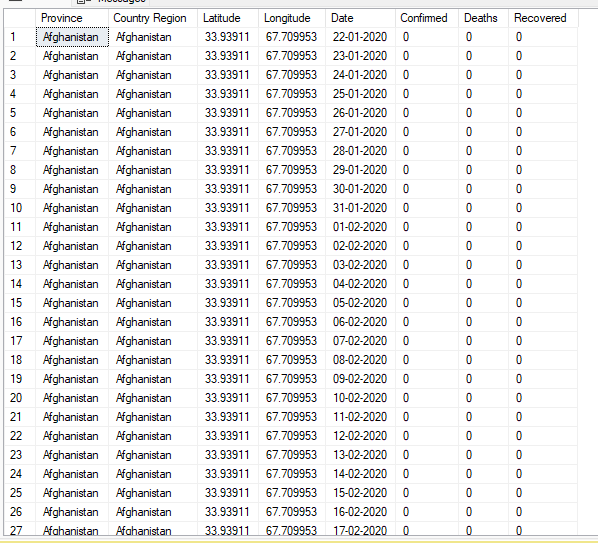 Messages
Province Country Region Latitude Longitude Date Confirmed Deaths Recovered
1 Afghanistan Afghanistan 33.93911 67.709953 22-01-2020 0 0 0
2 Afghanistan Afghanistan 33.93911 67.709953 23-01-2020 0 0 0
3 Afghanistan Afghanistan 33.93911 67.709953 24-01-2020 0 0 0
4 Afghanistan Afghanistan 33.93911 67.709953 25-01-2020 0 0 0
5 Afghanistan Afghanistan 33.93911 67.709953 26-01-2020 0 0 0
6 Afghanistan Afghanistan 33.93911 67.709953 27-01-2020 0 0 0
7 Afghanistan Afghanistan 33.93911 67.709953 28-01-2020 0 0 0
8 Afghanistan Afghanistan 33.93911 67.709953 29-01-2020 0 0 0
9 Afghanistan Afghanistan 33.93911 67.709953 30-01-2020 0 0 0
10 Afghanistan Afghanistan 33.93911 67.709953 31-01-2020 0 0 0
11 Afghanistan Afghanistan 33.93911 67.709953 01-02-2020 0 0 0
12 Afghanistan Afghanistan 33.93911 67.709953 02-02-2020 0 0 0
13 Afghanistan Afghanistan 33.93911 67.709953 03-02-2020 0 0 0
14 Afghanistan Afghanistan 33.93911 67.709953 04-02-2020 0 0 0
15 Afghanistan Afghanistan 33.93911 67.709953 05-02-2020 0 0 0
16 Afghanistan Afghanistan 33.93911 67.709953 06-02-2020 0 0 0
17 Afghanistan Afghanistan 33.93911 67.709953 07-02-2020 0 0 0
18 Afghanistan Afghanistan 33.93911 67.709953 08-02-2020 0 0 0
19 Afghanistan Afghanistan 33.93911 67.709953 09-02-2020 0 0 0
20 Afghanistan Afghanistan 33.93911 67.709953 10-02-2020 0 0 0
21 Afghanistan Afghanistan 33.93911 67.709953 11-02-2020 0 0 0
22 Afghanistan Afghanistan 33.93911 67.709953 12-02-2020 0 0 0
23 Afghanistan Afghanistan 33.93911 67.709953 13-02-2020 0 0 0
24 Afghanistan Afghanistan 33.93911 67.709953 14-02-2020 0 0 0
25 Afghanistan Afghanistan 33.93911 67.709953 15-02-2020 0 0 0
26 Afghanistan Afghanistan 33.93911 67.709953 16-02-2020 0 0 0
27 Afghanistan Afghanistan 33.93911 67.709953 17-02-2020 0 0 0